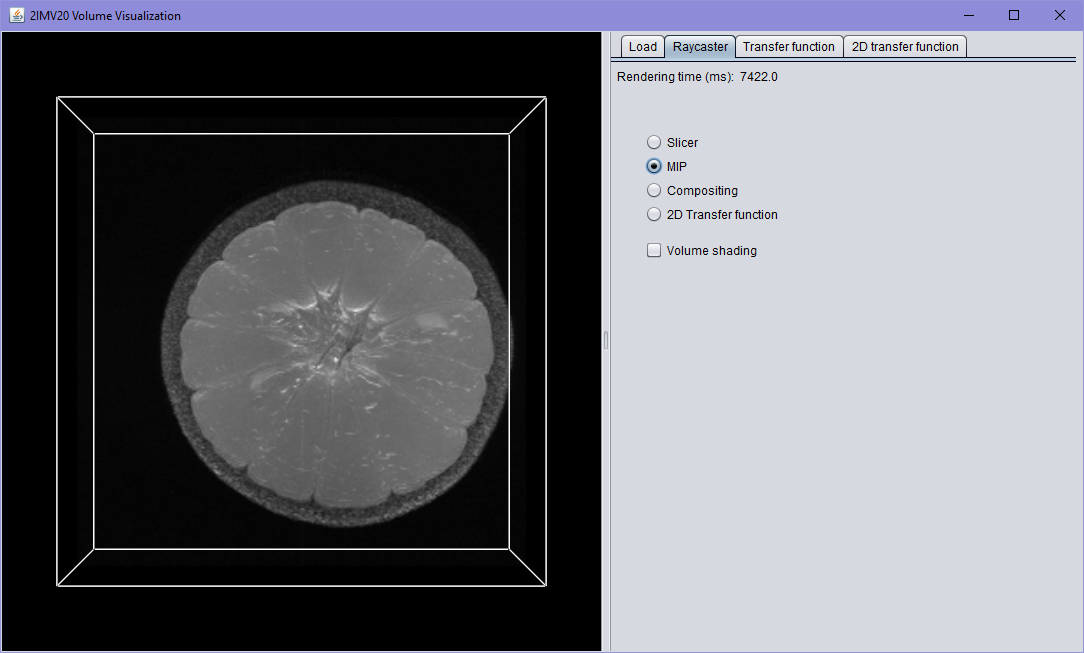 2IMV20 Volume Visualization
Load Raycaster Transfer function 2D transfer function
Rendering time (ms): 7422.0
Slicer
MIP
Compositing
2D Transfer function
Volume shading